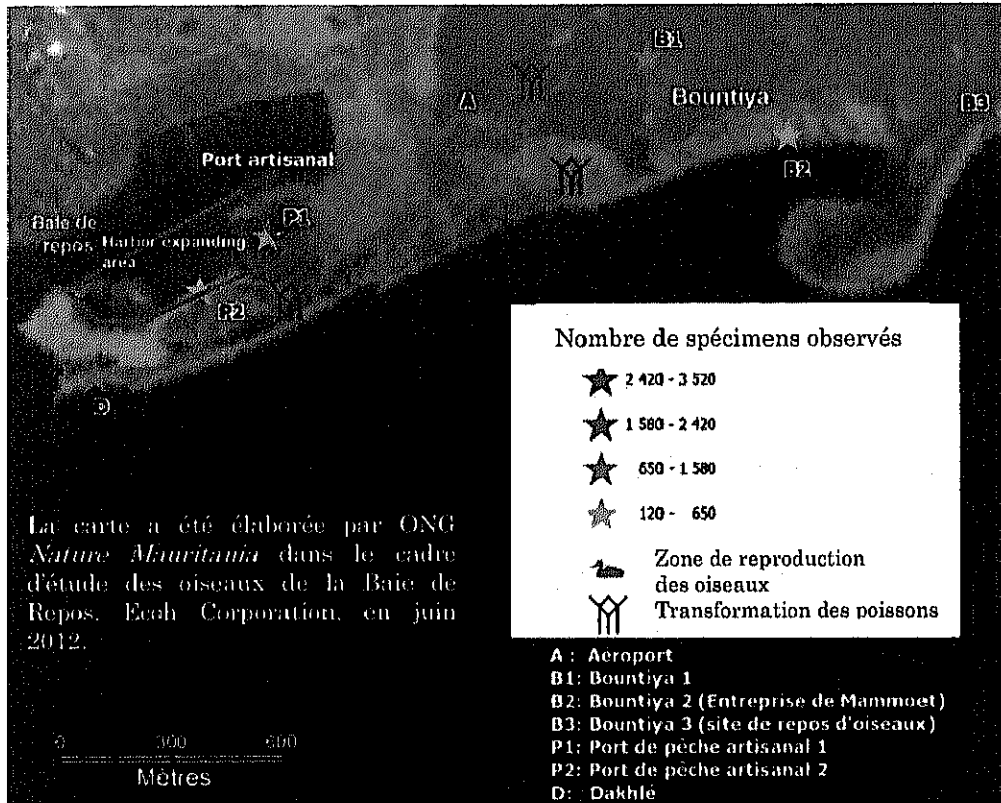 B1
A
Bountiya
B3
Port artisanal
B2
P1
Baie de
repos
Harbor expanding
area
P2
D
Nombre de spécimens observés
2 420 - 3 520
1 580 - 2 420
650 - 1 580
120 - 650
Zone de reproduction
des oiseaux
Transformation des poissons
La carte a été élaborée par ONG
Nature Mauritania dans le cadre
d'étude des oiseaux de la Baie de
Repos, Ecoh Corporation, en juin
2012.
A : Aéroport
B1: Bountiya 1
B2: Bountiya 2 (Entreprise de Mammoet)
B3: Bountiya 3 (site de repos d'oiseaux)
P1: Port de pêche artisanal 1
P2: Port de pêche artisanal 2
D: Dakhlé
0 300 600
Mètres